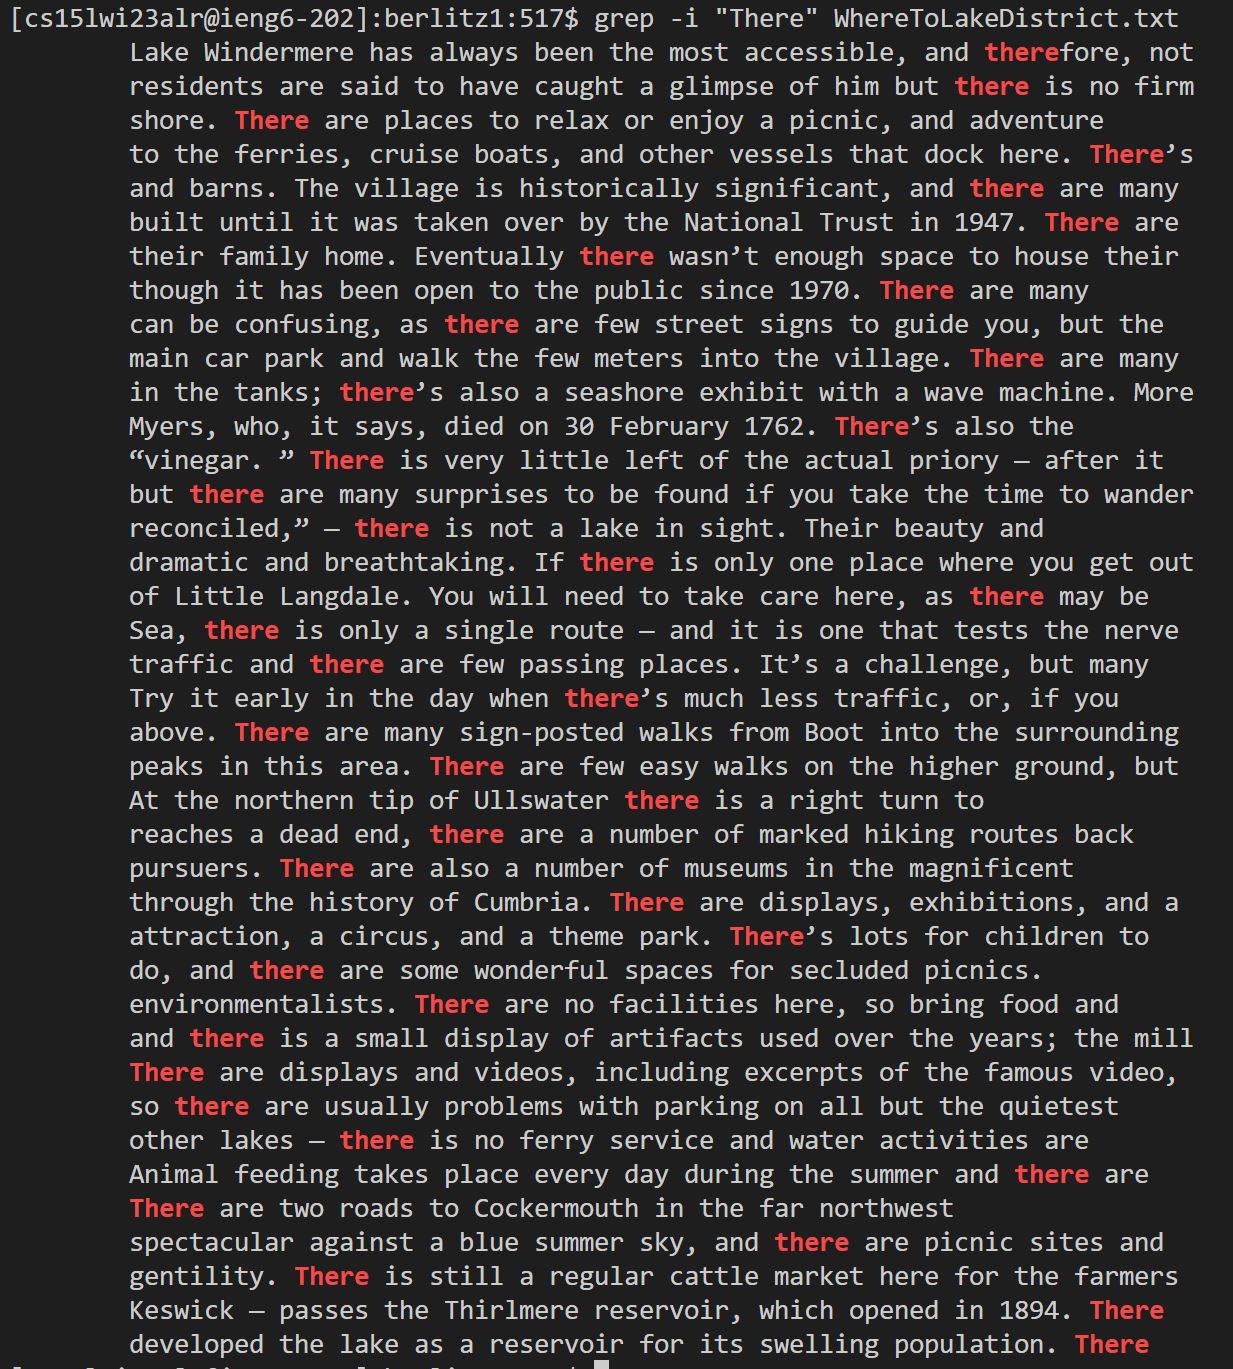 [cs15lwi23alr@ieng6-202]:berlitz1:517$ grep -i "There" WhereToLakeDistrict.txt
Lake Windermere has always been the most accessible, and therefore, not
residents are said to have caught a glimpse of him but there is no firm
shore. There are places to relax or enjoy a picnic, and adventure
to the ferries, cruise boats, and other vessels that dock here. There’s
and barns. The village is historically significant, and there are many
built until it was taken over by the National Trust in 1947. There are
their family home. Eventually there wasn’t enough space to house their
though it has been open to the public since 1970. There are many
can be confusing, as there are few street signs to guide you, but the
main car park and walk the few meters into the village. There are many
in the tanks; there’s also a seashore exhibit with a wave machine. More
Myers, who, it says, died on 30 February 1762. There’s also the
“vinegar. ” There is very little left of the actual priory — after it
but there are many surprises to be found if you take the time to wander
reconciled,” — there is not a lake in sight. Their beauty and
dramatic and breathtaking. If there is only one place where you get out
of Little Langdale. You will need to take care here, as there may be
Sea, there is only a single route — and it is one that tests the nerve
traffic and there are few passing places. It’s a challenge, but many
Try it early in the day when there’s much less traffic, or, if you
above. There are many sign-posted walks from Boot into the surrounding
peaks in this area. There are few easy walks on the higher ground, but
At the northern tip of Ullswater there is a right turn to
reaches a dead end, there are a number of marked hiking routes back
pursuers. There are also a number of museums in the magnificent
through the history of Cumbria. There are displays, exhibitions, and a
attraction, a circus, and a theme park. There’s lots for children to
do, and there are some wonderful spaces for secluded picnics.
environmentalists. There are no facilities here, so bring food and
and there is a small display of artifacts used over the years; the mill
There are displays and videos, including excerpts of the famous video,
so there are usually problems with parking on all but the quietest
other lakes — there is no ferry service and water activities are
Animal feeding takes place every day during the summer and there are
There are two roads to Cockermouth in the far northwest
spectacular against a blue summer sky, and there are picnic sites and
gentility. There is still a regular cattle market here for the farmers
Keswick — passes the Thirlmere reservoir, which opened in 1894. There
developed the lake as a reservoir for its swelling population. There